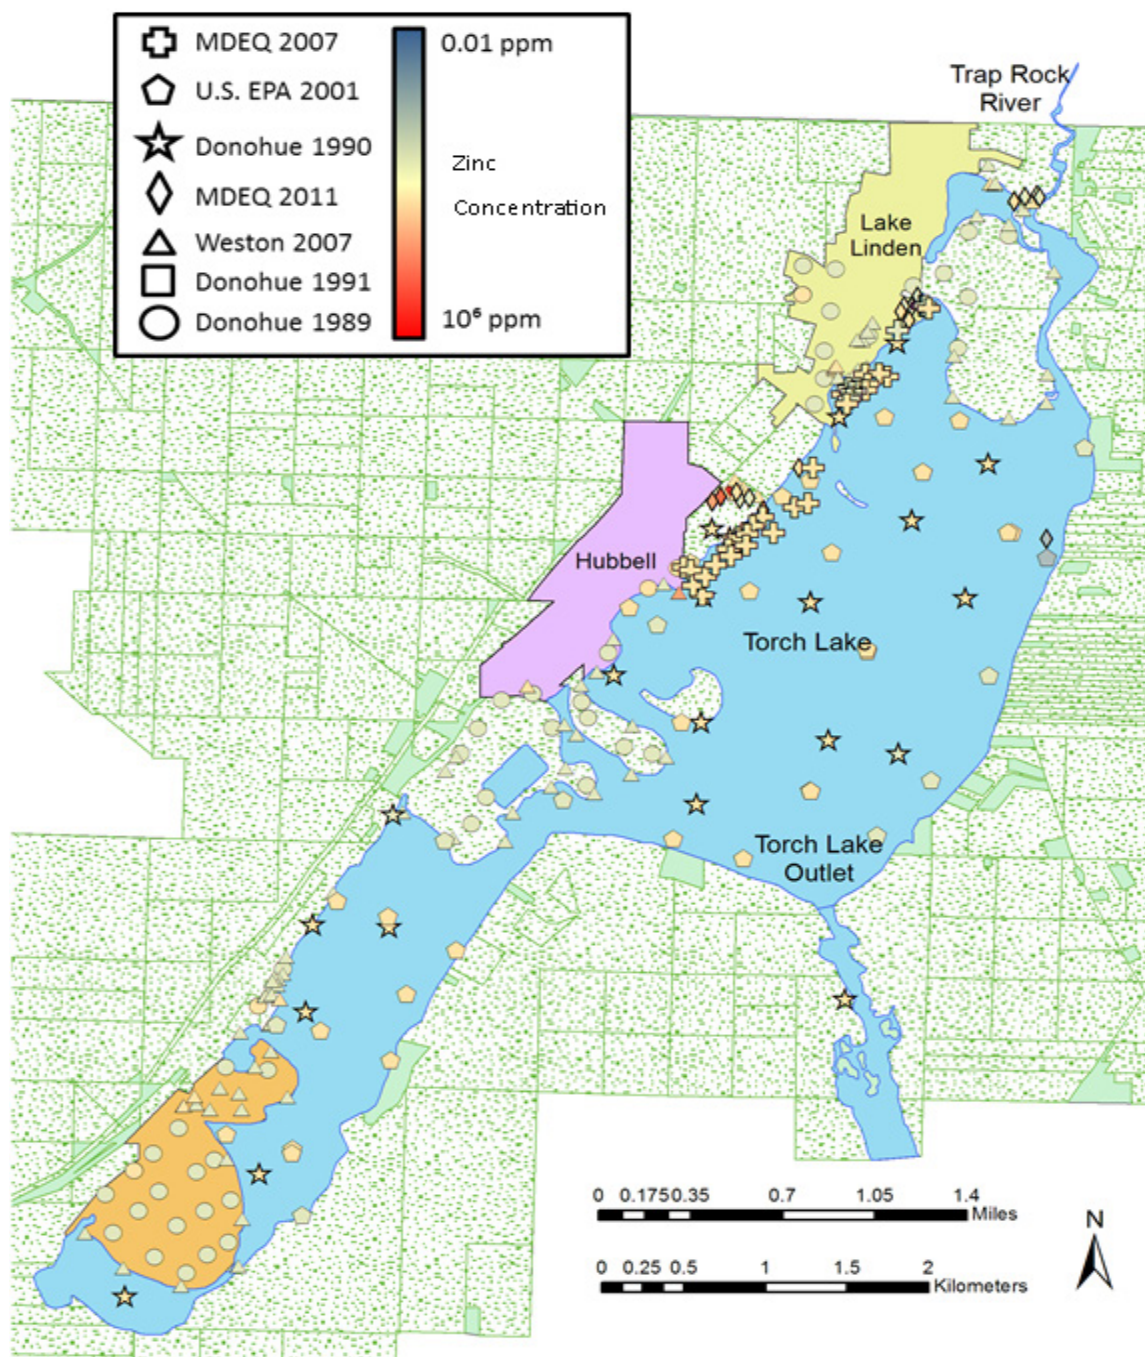 MDEQ 2007
U.S. EPA 2001
Donohue 1990
MDEQ 2011
Weston 2007
Donohue 1991
Donohue 1989
0.01 ppm
Zinc
Concentration
10⁶ ppm
Trap Rock
River
Lake
Linden
Hubbell
Torch Lake
Torch Lake
Outlet
0 0.175 0.35 0.7 1.05 1.4
Miles
0 0.25 0.5 1 1.5 2
Kilometers
N